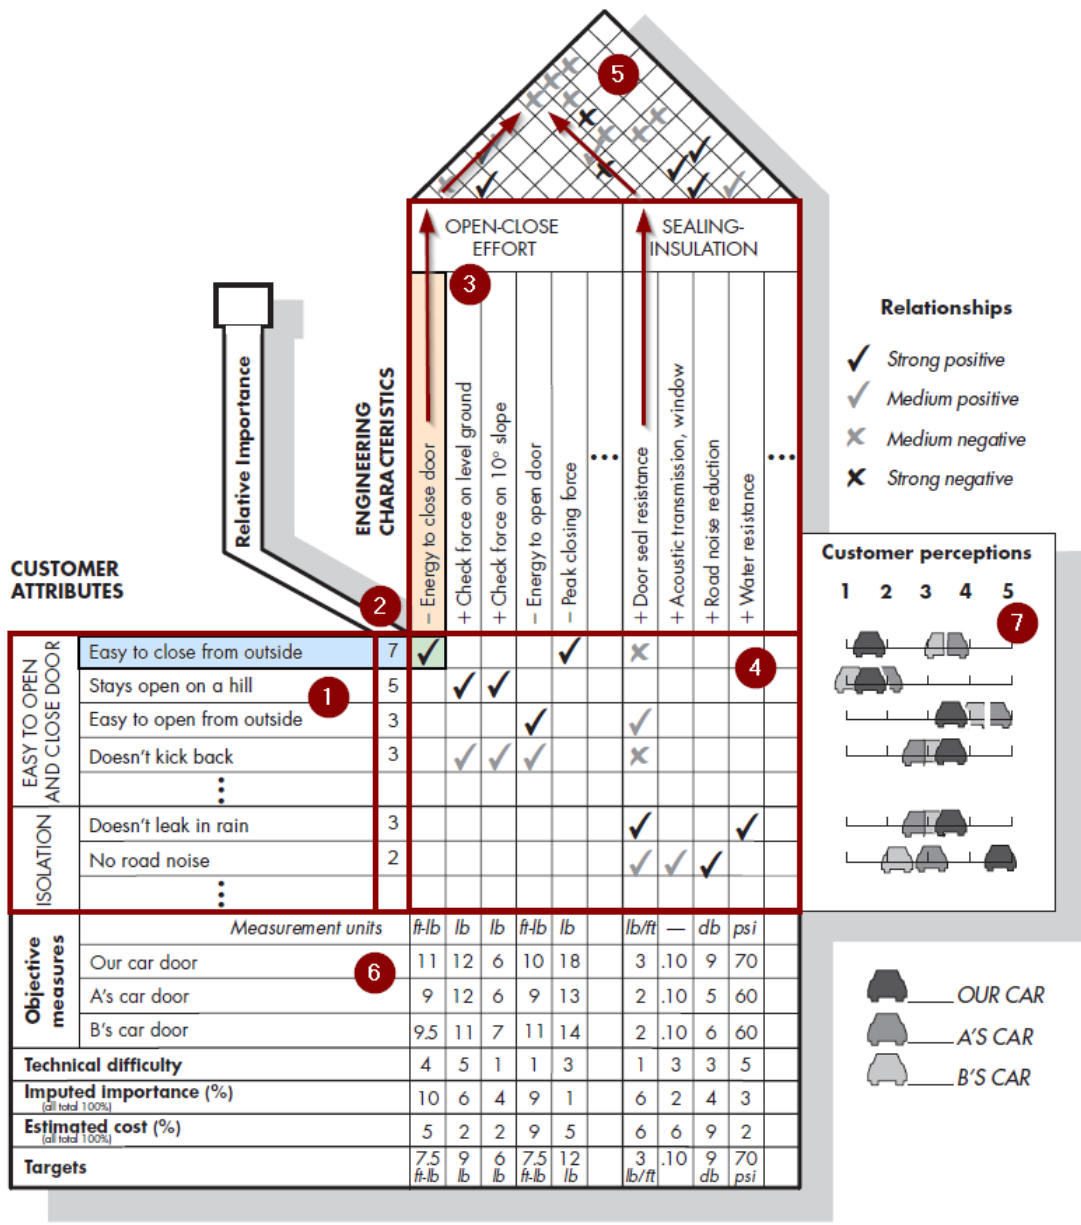 5
OPEN-CLOSE
EFFORT
SEALING-
INSULATION
3
Relationships
Strong positive
Medium positive
Medium negative
Strong negative
Relative Importance
ENGINEERING
CHARACTERISTICS
– Energy to close door
+ Check force on level ground
+ Check force on 10° slope
– Energy to open door
– Peak closing force
...
+ Door seal resistance
+ Acoustic transmission, window
+ Road noise reduction
+ Water resistance
...
CUSTOMER
ATTRIBUTES
2
Customer perceptions
1 2 3 4 5
7
EASY TO OPEN
AND CLOSE DOOR
Easy to close from outside 7
4
1
Stays open on a hill 5
Easy to open from outside 3
Doesn't kick back 3
ISOLATION
Doesn't leak in rain 3
No road noise 2
Objective
measures
Measurement units ft-lb lb lb ft-lb lb lb/ft — db psi
Our car door 11 12 6 10 18 3 .10 9 70
6
A's car door 9 12 6 9 13 2 .10 5 60
B's car door 9.5 11 7 11 14 2 .10 6 60
Technical difficulty 4 5 1 1 3 1 3 3 5
Imputed importance (%) 10 6 4 9 1 6 2 4 3
(all total 100%)
Estimated cost (%) 5 2 2 9 5 6 6 9 2
(all total 100%)
Targets 7.5 9 6 7.5 12 3 .10 9 70
ft-lb lb lb ft-lb lb lb/ft db psi
OUR CAR
A'S CAR
B'S CAR